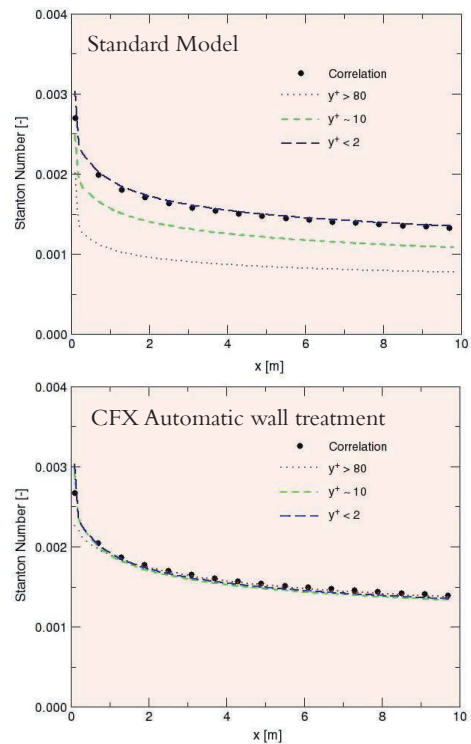 Standard Model
0.004
0.003
0.002
0.001
0.000
Stanton Number [-]
Correlation
y⁺ > 80
y⁺ ~ 10
y⁺ < 2
0 2 4 6 8 10
x [m]
CFX Automatic wall treatment
0.004
0.003
0.002
0.001
0.000
Stanton Number [-]
Correlation
y⁺ > 80
y⁺ ~ 10
y⁺ < 2
0 2 4 6 8 10
x [m]